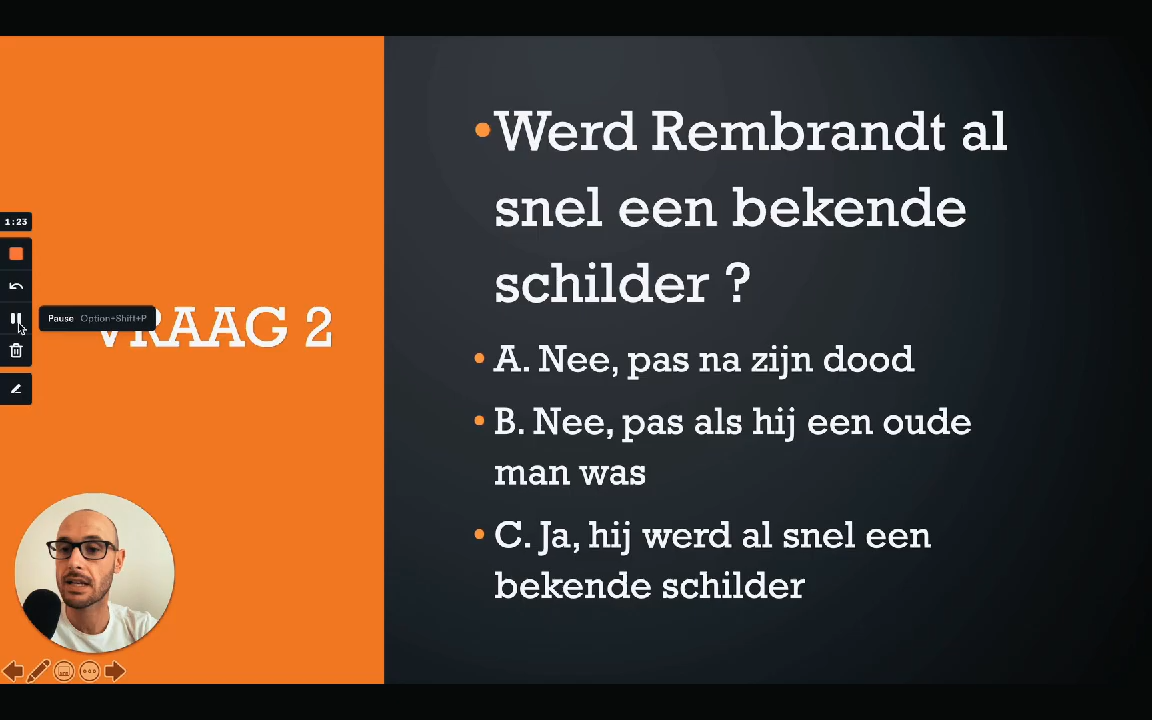 •Werd Rembrandt al
snel een bekende
schilder ?
• A. Nee, pas na zijn dood
• B. Nee, pas als hij een oude
man was
• C. Ja, hij werd al snel een
bekende schilder
1:23
Pause Option+Shift+P
VRAAG 2